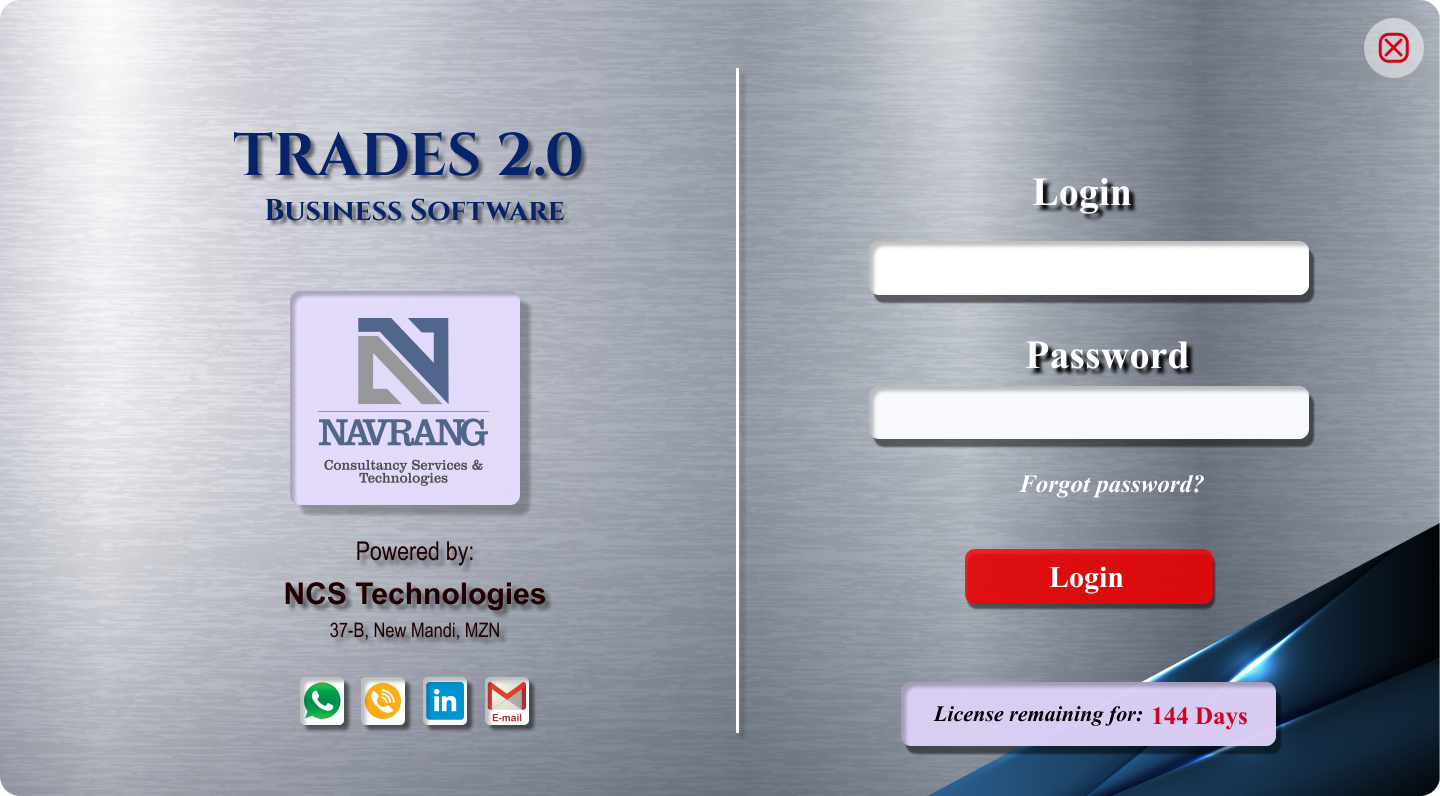 TRADES 2.0
BUSINESS SOFTWARE
NAVRANG
Consultancy Services &
Technologies
Powered by:
NCS Technologies
37-B, New Mandi, MZN
in
E-mail
Login
Password
Forgot password?
Login
License remaining for: 144 Days